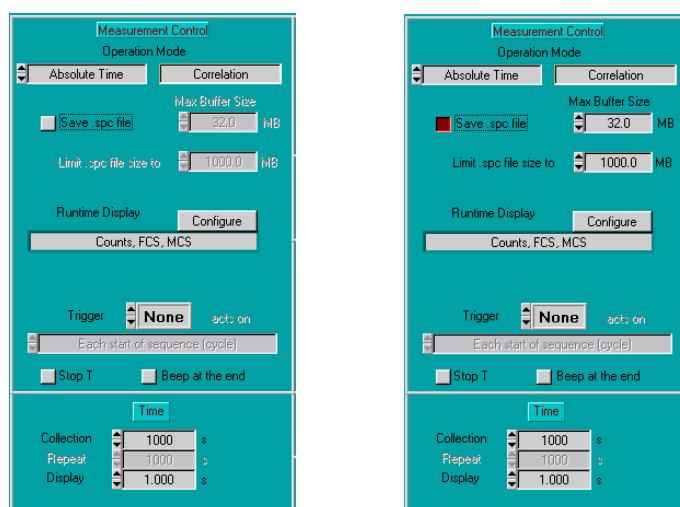 Measurement Control
Operation Mode
Absolute Time Correlation
Max Buffer Size
Save .spc file 32.0 MB
Limit .spc file size to 1000.0 MB
Runtime Display Configure
Counts, FCS, MCS
Trigger None acts on
Each start of sequence (cycle)
Stop T Beep at the end
Time
Collection 1000 s
Repeat 1000 s
Display 1.000 s
Measurement Control
Operation Mode
Absolute Time Correlation
Max Buffer Size
Save .spc file 32.0 MB
Limit .spc file size to 1000.0 MB
Runtime Display Configure
Counts, FCS, MCS
Trigger None acts on
Each start of sequence (cycle)
Stop T Beep at the end
Time
Collection 1000 s
Repeat 1000 s
Display 1.000 s